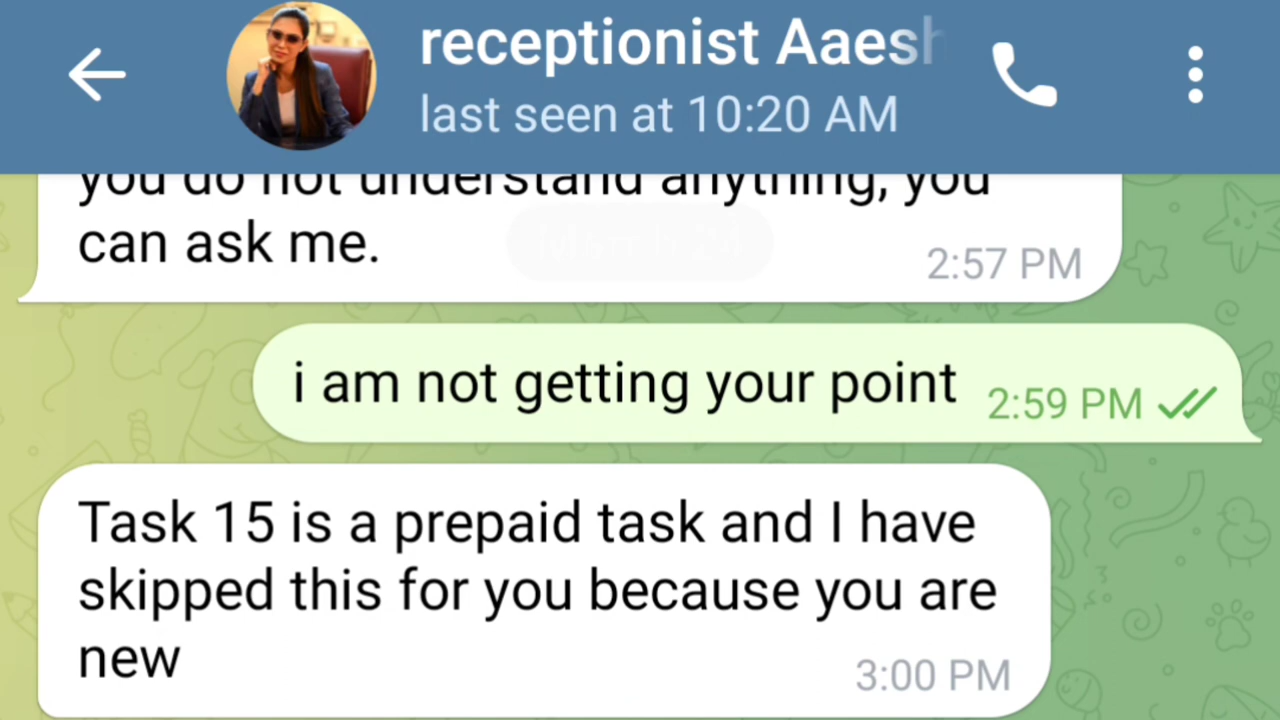 receptionist Aaesh
last seen at 10:20 AM
you do not understand anything, you
can ask me.
2:57 PM
i am not getting your point
2:59 PM
Task 15 is a prepaid task and I have
skipped this for you because you are
new
3:00 PM